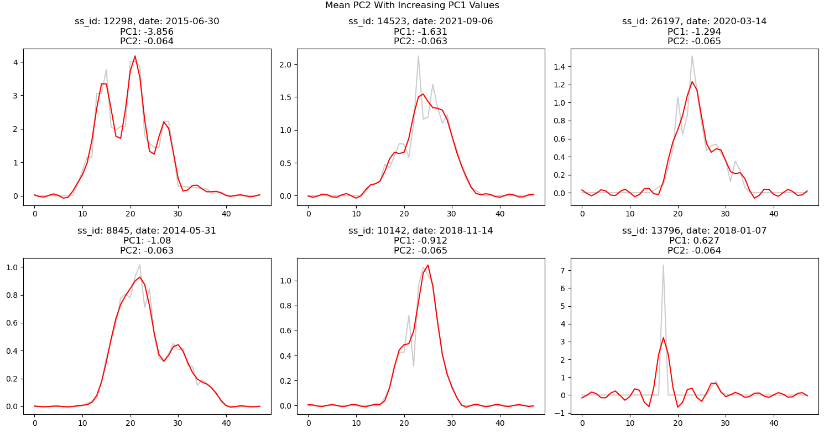 Mean PC2 With Increasing PC1 Values
ss_id: 12298, date: 2015-06-30
PC1: -3.856
PC2: -0.064
4
3
2
1
0
0 10 20 30 40
ss_id: 14523, date: 2021-09-06
PC1: -1.631
PC2: -0.063
2.0
1.5
1.0
0.5
0.0
0 10 20 30 40
ss_id: 26197, date: 2020-03-14
PC1: -1.294
PC2: -0.065
1.4
1.2
1.0
0.8
0.6
0.4
0.2
0.0
0 10 20 30 40
ss_id: 8845, date: 2014-05-31
PC1: -1.08
PC2: -0.063
1.0
0.8
0.6
0.4
0.2
0.0
0 10 20 30 40
ss_id: 10142, date: 2018-11-14
PC1: -0.912
PC2: -0.065
1.0
0.8
0.6
0.4
0.2
0.0
0 10 20 30 40
ss_id: 13796, date: 2018-01-07
PC1: 0.627
PC2: -0.064
7
6
5
4
3
2
1
0
−1
0 10 20 30 40